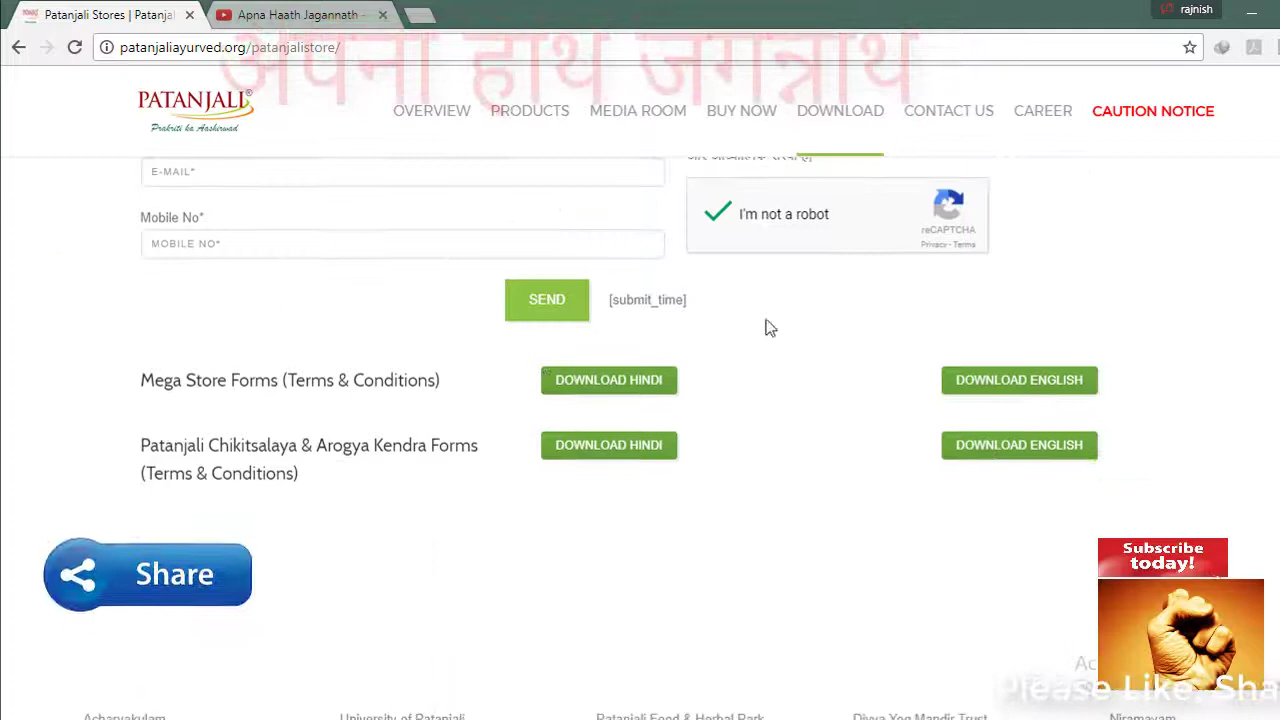 Patanjali Stores | Patanjal
Apna Haath Jagannath -
rajnish
patanjaliayurved.org/patanjalistore/
अपना हाथ जगन्नाथ
PATANJALI®
Prakriti ka Aashirwad
OVERVIEW PRODUCTS MEDIA ROOM BUY NOW DOWNLOAD CONTACT US CAREER CAUTION NOTICE
E-MAIL*
Mobile No*
MOBILE NO*
I'm not a robot
reCAPTCHA
Privacy - Terms
SEND [submit_time]
Mega Store Forms (Terms & Conditions) DOWNLOAD HINDI DOWNLOAD ENGLISH
Patanjali Chikitsalaya & Arogya Kendra Forms DOWNLOAD HINDI DOWNLOAD ENGLISH
(Terms & Conditions)
Share
Subscribe
today!
Ac
Please Like, Sha
Acharyakulam University of Patanjali Patanjali Food & Herbal Park Divya Yog Mandir Trust Niramayam